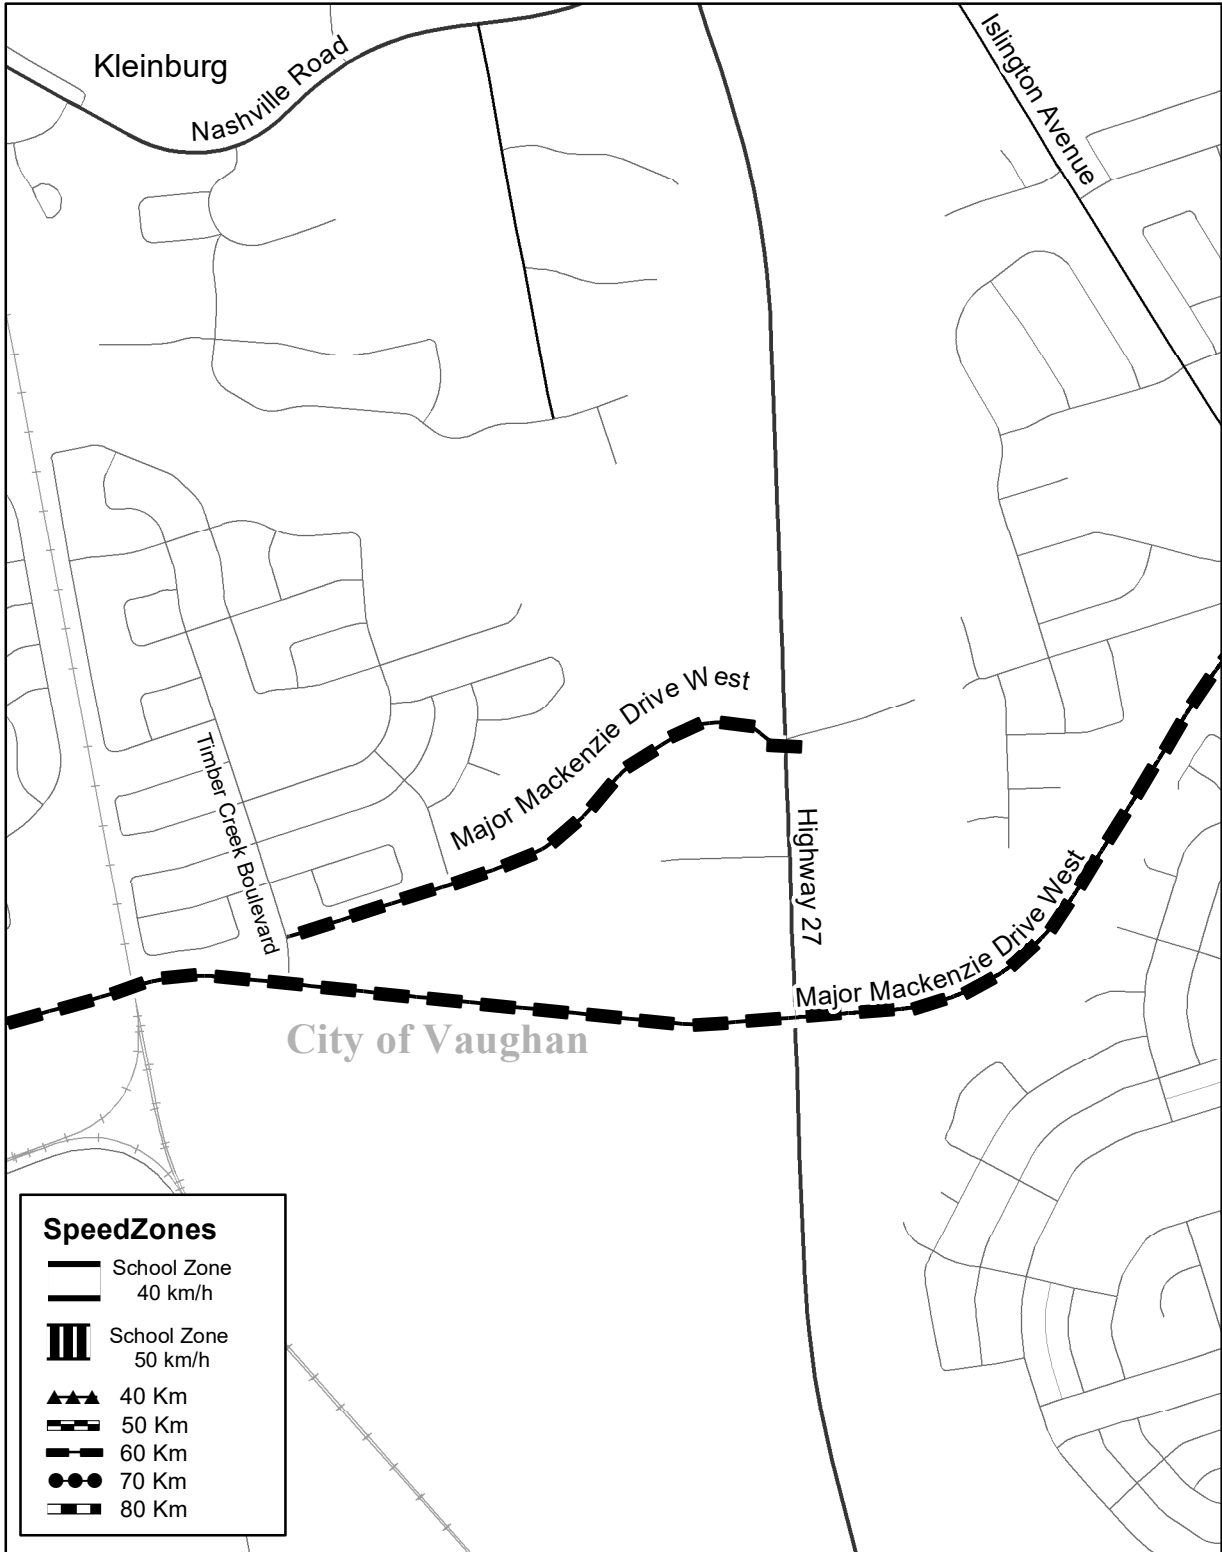 Kleinburg
Nashville Road
Islington Avenue
Major Mackenzie Drive West
Timber Creek Boulevard
Highway 27
Major Mackenzie Drive West
City of Vaughan
SpeedZones
School Zone
40 km/h
School Zone
50 km/h
40 Km
50 Km
60 Km
70 Km
80 Km